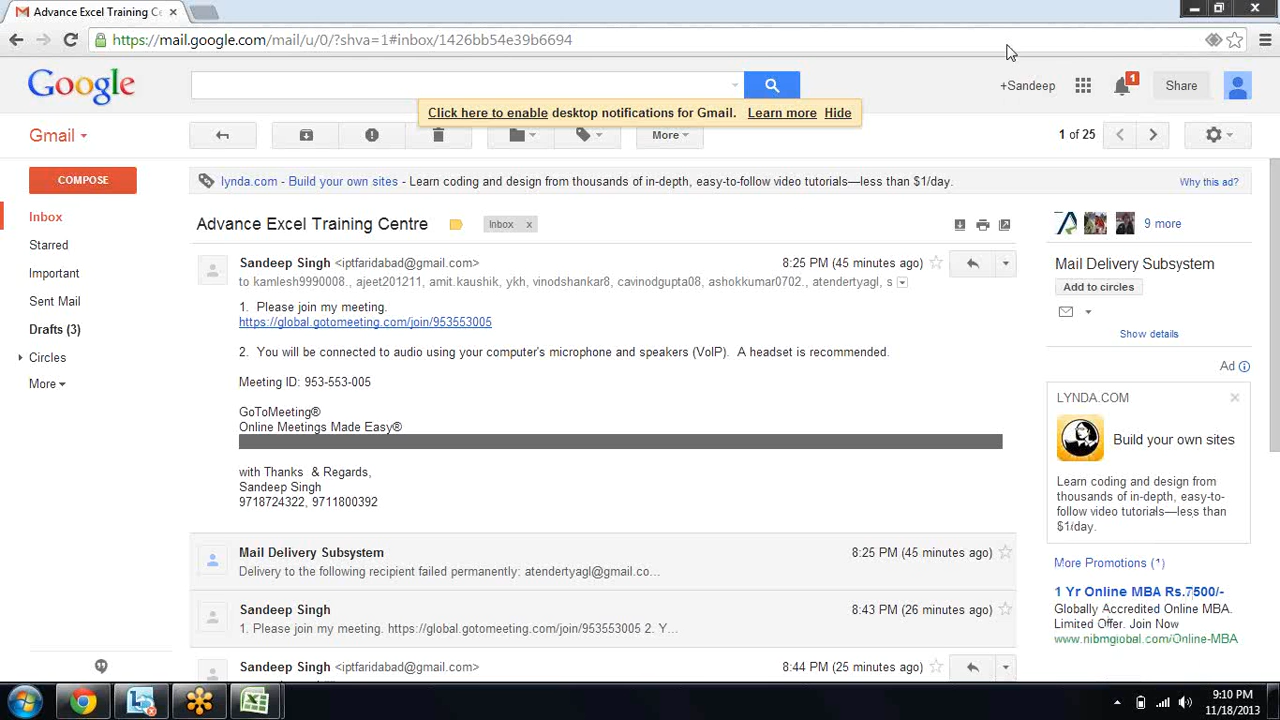 Advance Excel Training Ce
https://mail.google.com/mail/u/0/?shva=1#inbox/1426bb54e39b6694
Google
+Sandeep
1
Share
Click here to enable desktop notifications for Gmail. Learn more Hide
Gmail
More
1 of 25
COMPOSE
lynda.com - Build your own sites - Learn coding and design from thousands of in-depth, easy-to-follow video tutorials—less than $1/day.
Why this ad?
Inbox
Starred
Important
Sent Mail
Drafts (3)
Circles
More
Advance Excel Training Centre
Inbox x
Sandeep Singh <iptfaridabad@gmail.com>
8:25 PM (45 minutes ago)
to kamlesh9990008., ajeet201211, amit.kaushik, ykh, vinodshankar8, cavinodgupta08, ashokkumar0702., atendertyagl, s
1. Please join my meeting.
https://global.gotomeeting.com/join/953553005
2. You will be connected to audio using your computer's microphone and speakers (VoIP). A headset is recommended.
Meeting ID: 953-553-005
GoToMeeting®
Online Meetings Made Easy®
with Thanks & Regards,
Sandeep Singh
9718724322, 9711800392
Mail Delivery Subsystem
8:25 PM (45 minutes ago)
Delivery to the following recipient failed permanently: atendertyagl@gmail.co...
Sandeep Singh
8:43 PM (26 minutes ago)
1. Please join my meeting. https://global.gotomeeting.com/join/953553005 2. Y...
Sandeep Singh <iptfaridabad@gmail.com>
8:44 PM (25 minutes ago)
9 more
Mail Delivery Subsystem
Add to circles
Show details
Ad
LYNDA.COM
Build your own sites
Learn coding and design from
thousands of in-depth, easy-to-
follow video tutorials—less than
$1/day.
More Promotions (1)
1 Yr Online MBA Rs.7500/-
Globally Accredited Online MBA.
Limited Offer. Join Now
www.nibmglobal.com/Online-MBA
9:10 PM
11/18/2013